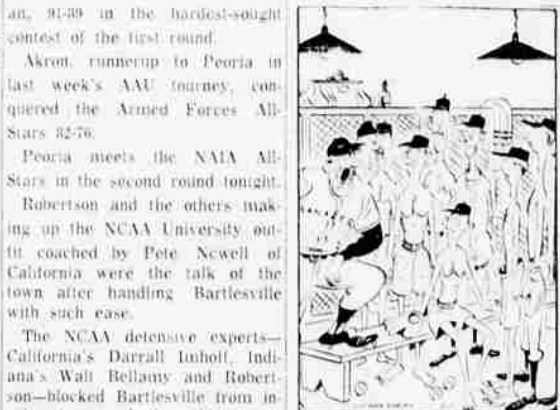 an, 91-89 in the hardest-sought
contest of the first round.
Akron, runnerup to Peoria in
last week's AAU tourney, con-
quered the Armed Forces All-
Stars 82-76.
Peoria meets the NAIA All-
Stars in the second round tonight.
Robertson and the others mak-
ing up the NCAA University out-
fit coached by Pete Newell of
California were the talk of the
town after handling Bartlesville
with such ease.
The NCAA defensive experts—
California's Darrall Imhoff, Indi-
ana's Walt Bellamy and Robert-
son—blocked Bartlesville from in-